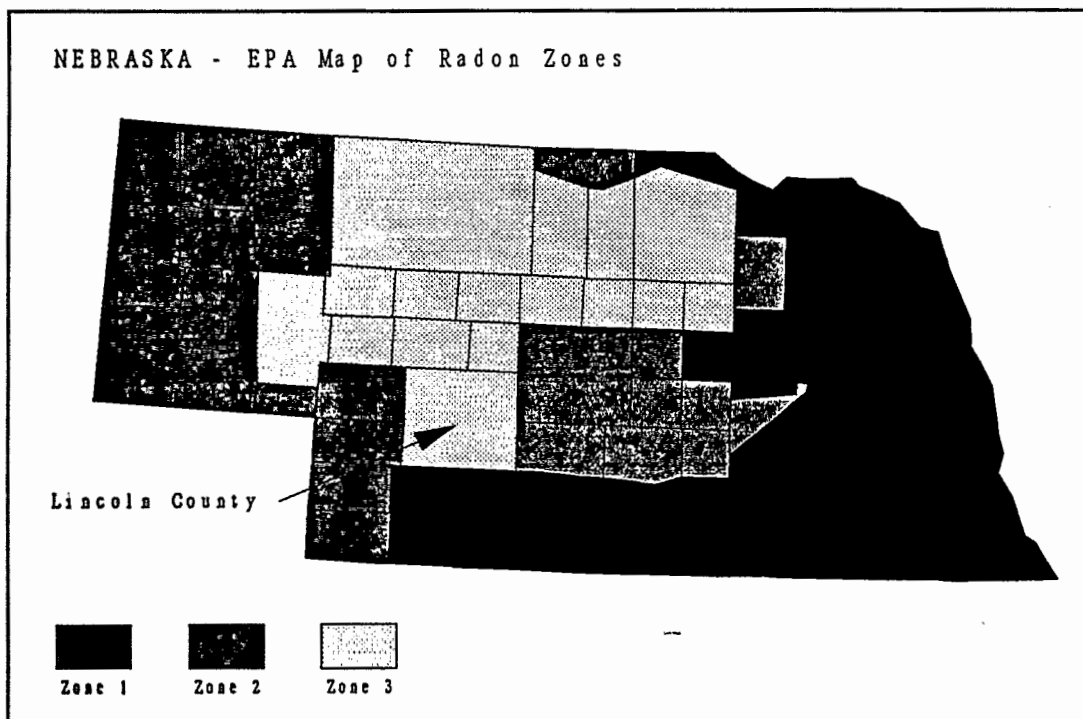 NEBRASKA - EPA Map of Radon Zones
Lincoln County
Zone 1
Zone 2
Zone 3